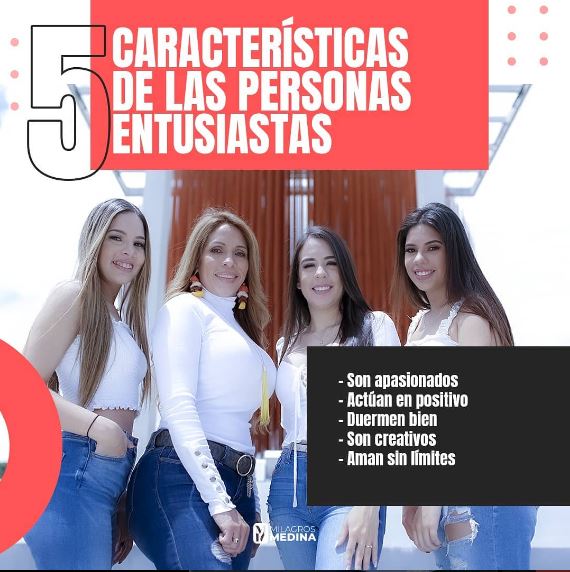 5
CARACTERÍSTICAS
DE LAS PERSONAS
ENTUSIASTAS
- Son apasionados
- Actúan en positivo
- Duermen bien
- Son creativos
- Aman sin límites
MILAGROS
MEDINA